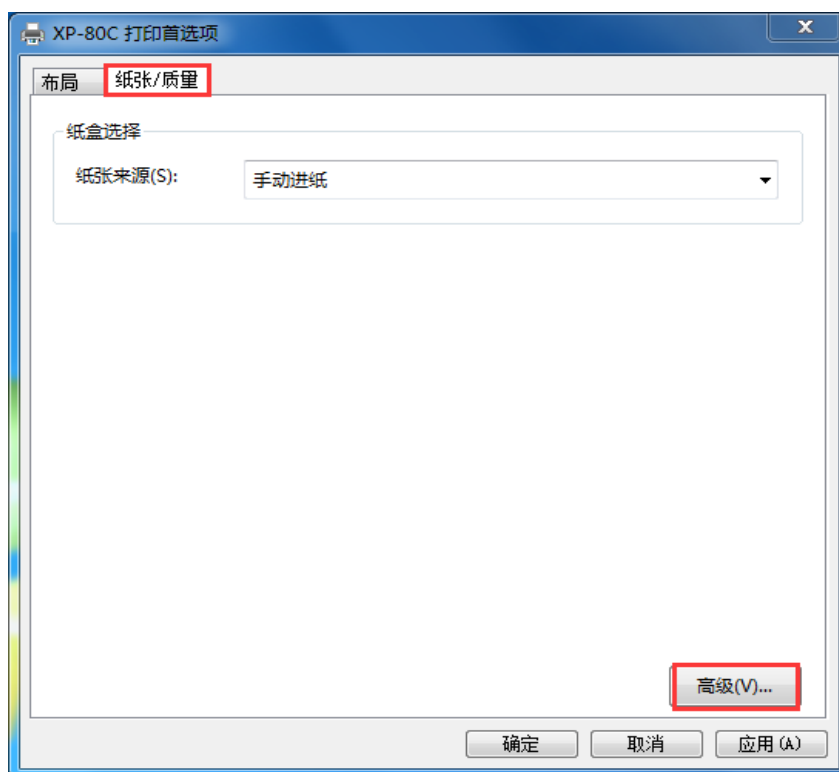 XP-80C 打印首选项
布局
纸张/质量
纸盒选择
纸张来源(S):
手动进纸
高级(V)...
确定
取消
应用(A)